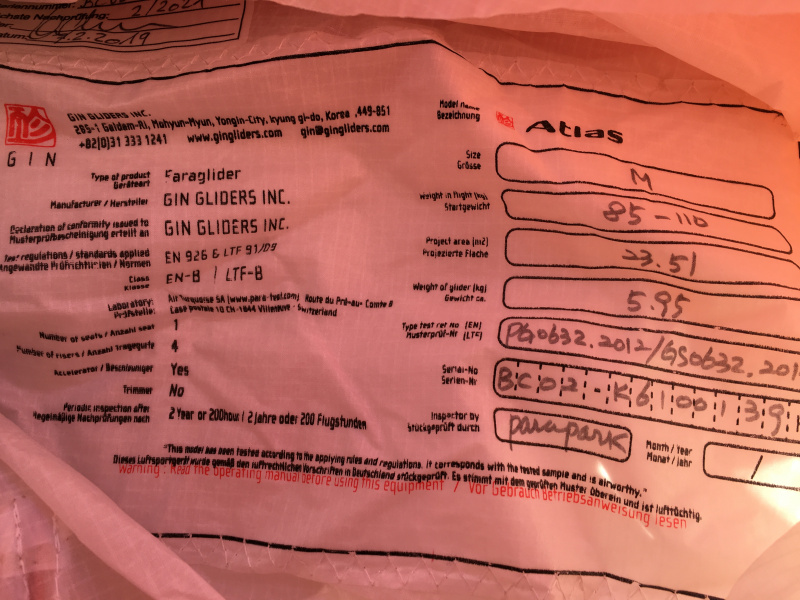 2/2021
7.2.2019
GIN GLIDERS INC.
Mohyun-Myun, Yongin-City, kyung gi-do, Korea ,449-851
+82(0)31 333 1241 www.gingliders.com gin@gingliders.com
GIN
Type of product
Geräteart
Paraglider
Manufacturer / Hersteller
GIN GLIDERS INC.
Declaration of conformity issued to
Musterprüfbescheinigung erteilt an
GIN GLIDERS INC.
Test regulations / standards applied
Angewandte Prüfrichtlinien / Normen
EN 926 & LTF 91/09
Class
Klasse
EN-B / LTF-B
Laboratory:
Prüfstelle:
Air Turquoise SA (www.para-test.com) Route du Pré-au- Comte 8
Case postale 10 CH-1844 Villeneuve - Switzerland
Number of seats / Anzahl
1
Number of risers / Anzahl Tragegurte
4
Accelerator / Beschleuniger
Yes
Trimmer
No
Periodic inspection after
Regelmäßige Nachprüfungen nach
2 Year or 200hour / 2 Jahre oder 200 Flugstunden
Model name
Bezeichnung
Atlas
Size
Grösse
M
Weight in flight (kg)
Startgewicht
85-110
Project area (m2)
Projezierte Fläche
23.51
Weight of glider (kg)
Gewicht ca.
5.95
Type test ref No (EN)
Musterprüf-Nr (LTF)
PG0632.2012/GS0632.201
Serial-No
Serien-Nr
BC02-K6100139
Inspector by
Stückgeprüft durch
parapark
Month / Year
Monat / Jahr
/
"This model has been tested according to the applying rules and regulations. It corresponds with the tested sample and is airworthy."
Dieses Luftsportgerät wurde gemäß den luftrechtlichen Vorschriften in Deutschland stückgeprüft. Es stimmt mit dem geprüften Muster überein und ist lufttüchtig.
warning : Read the operating manual before using this equipment / Vor Gebrauch Betriebsanweisung lesen